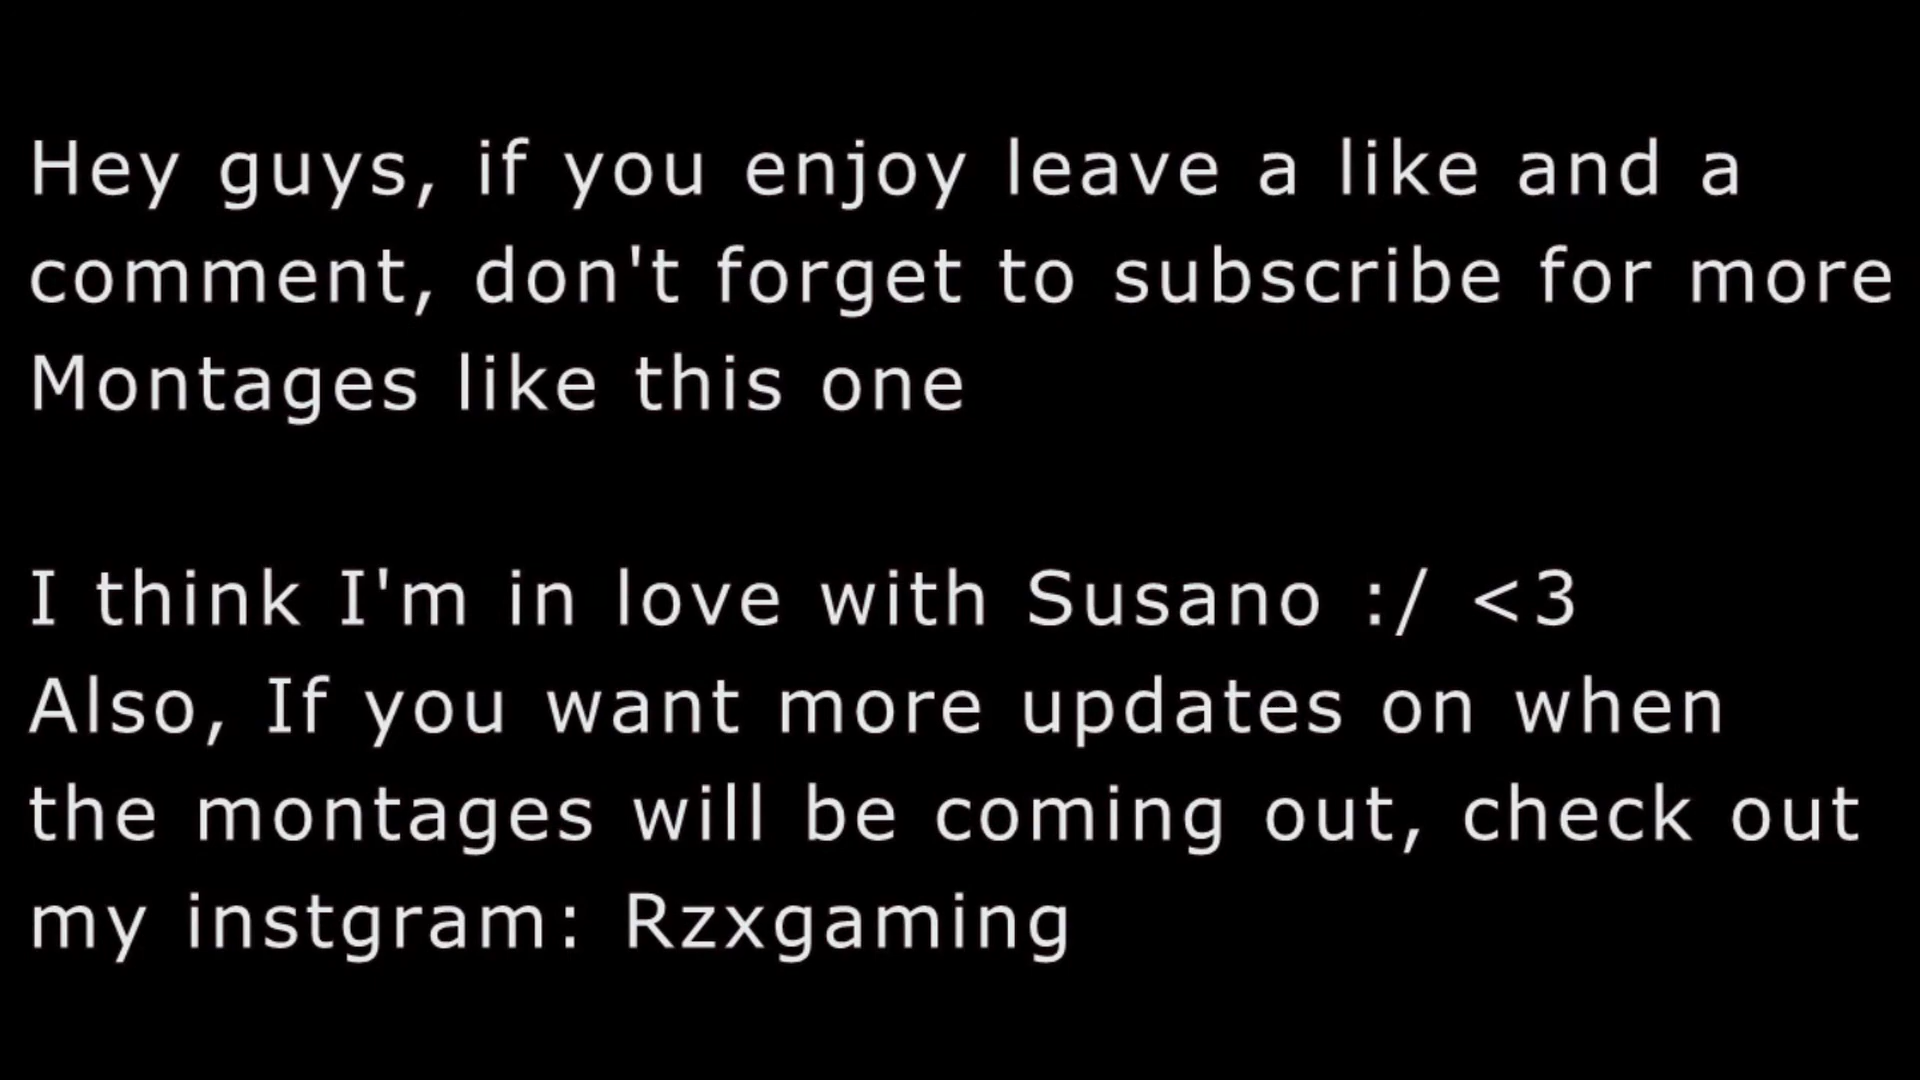 Hey guys, if you enjoy leave a like and a
comment, don't forget to subscribe for more
Montages like this one
I think I'm in love with Susano :/ <3
Also, If you want more updates on when
the montages will be coming out, check out
my instgram: Rzxgaming